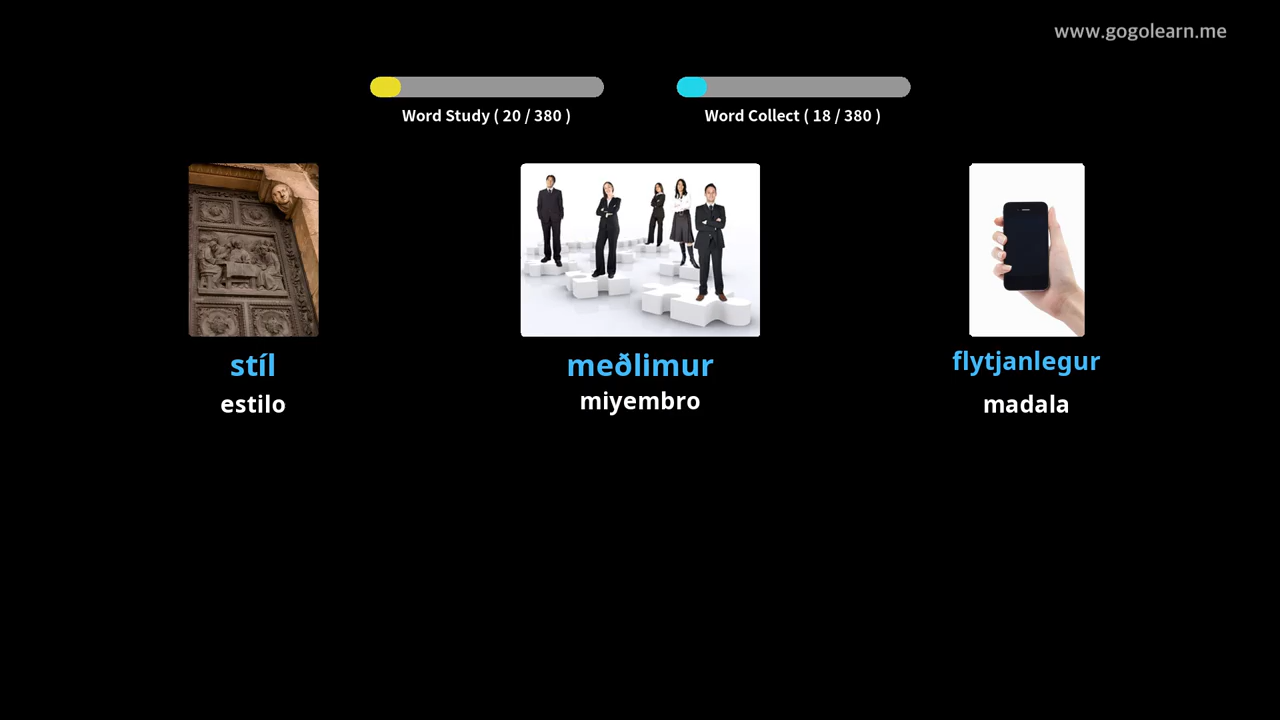 www.gogolearn.me
Word Study ( 20 / 380 )
Word Collect ( 18 / 380 )
stíl
meðlimur
flytjanlegur
estilo
miyembro
madala